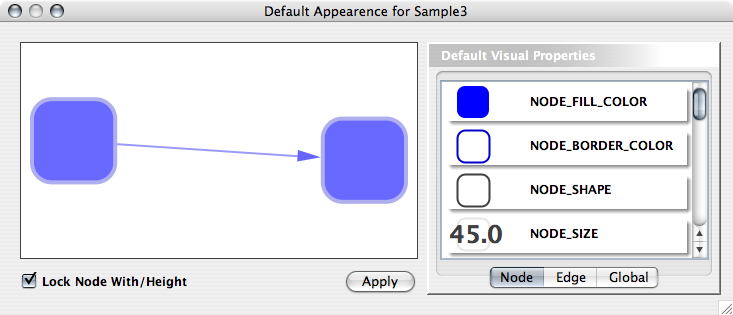 Default Appearence for Sample3
Default Visual Properties
NODE_FILL_COLOR
NODE_BORDER_COLOR
NODE_SHAPE
45.0 NODE_SIZE
Lock Node With/Height
Apply
Node Edge Global